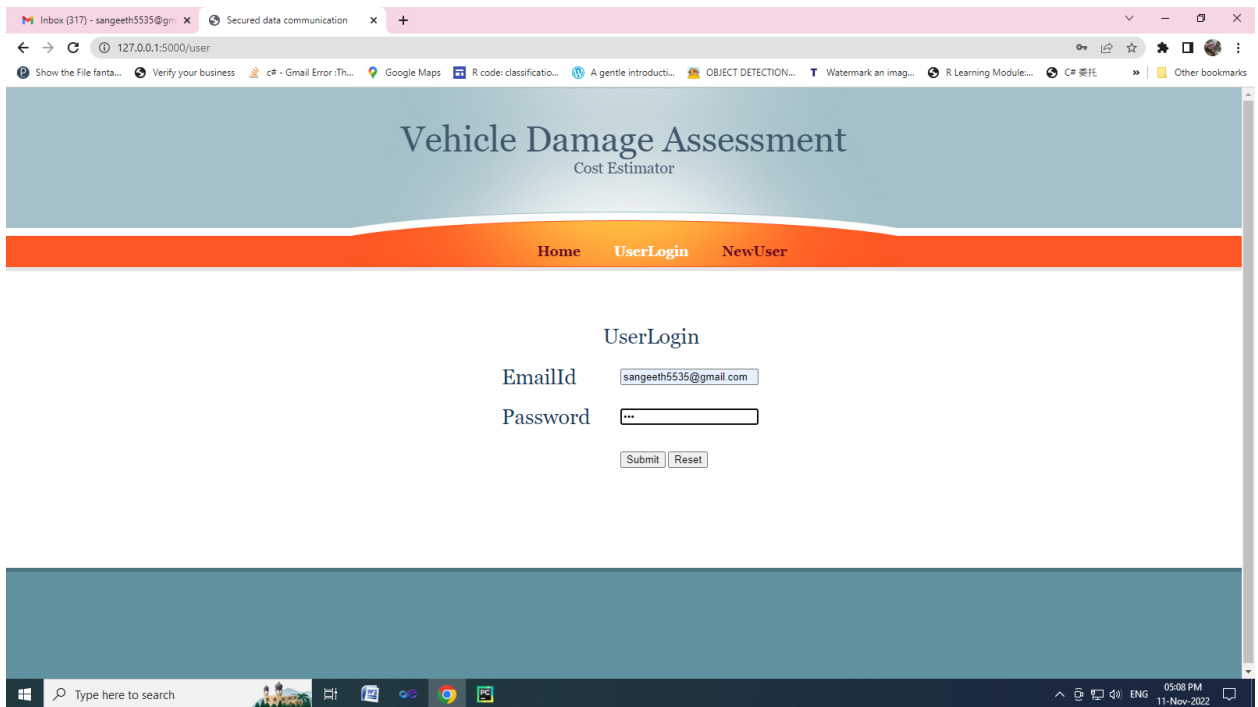 Inbox (317) - sangeeth5535@gm
Secured data communication
127.0.0.1:5000/user
Show the File fanta... Verify your business c# - Gmail Error :Th... Google Maps R code: classificatio... A gentle introducti... OBJECT DETECTION... Watermark an imag... R Learning Module:... C# 委托 » Other bookmarks
Vehicle Damage Assessment
Cost Estimator
Home UserLogin NewUser
UserLogin
EmailId sangeeth5535@gmail.com
Password •••
Submit Reset
Type here to search
ENG
05:08 PM
11-Nov-2022